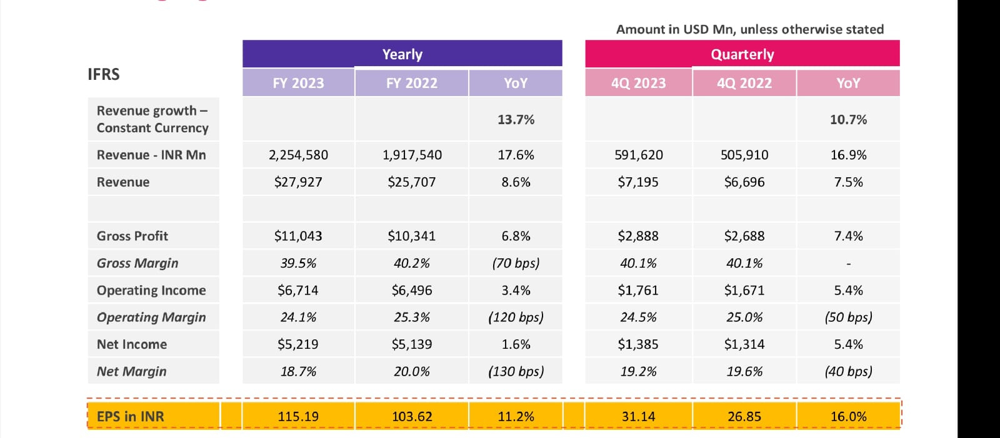 Amount in USD Mn, unless otherwise stated
Yearly Quarterly
IFRS
FY 2023 FY 2022 YoY 4Q 2023 4Q 2022 YoY
Revenue growth –
Constant Currency 13.7% 10.7%
Revenue - INR Mn 2,254,580 1,917,540 17.6% 591,620 505,910 16.9%
Revenue $27,927 $25,707 8.6% $7,195 $6,696 7.5%
Gross Profit $11,043 $10,341 6.8% $2,888 $2,688 7.4%
Gross Margin 39.5% 40.2% (70 bps) 40.1% 40.1% -
Operating Income $6,714 $6,496 3.4% $1,761 $1,671 5.4%
Operating Margin 24.1% 25.3% (120 bps) 24.5% 25.0% (50 bps)
Net Income $5,219 $5,139 1.6% $1,385 $1,314 5.4%
Net Margin 18.7% 20.0% (130 bps) 19.2% 19.6% (40 bps)
EPS in INR 115.19 103.62 11.2% 31.14 26.85 16.0%